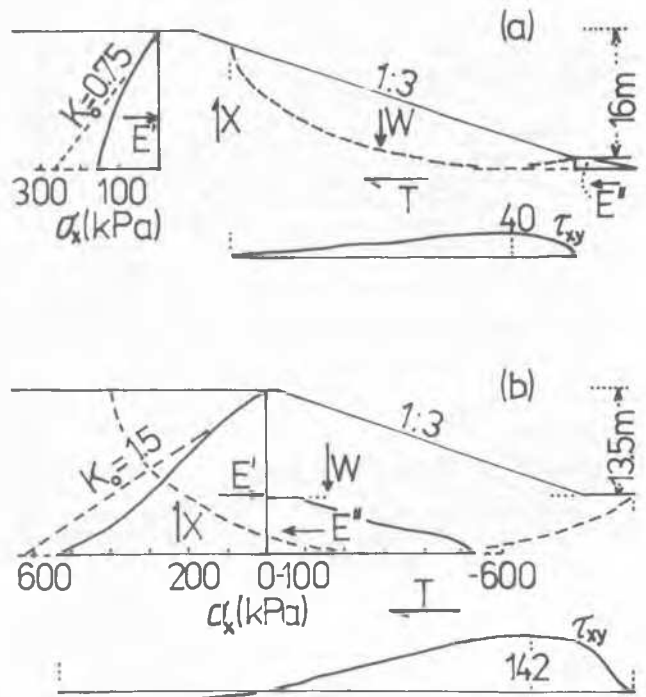 (a)
1:3
16m
K₀=0.75
E'
X
W
T
E"
300 100
σx(kPa)
40 τxy
(b)
1:3
13.5m
K₀=1.5
E'
W
X
E"
600 200 0-100 -600
σx(kPa)
T
142
τxy